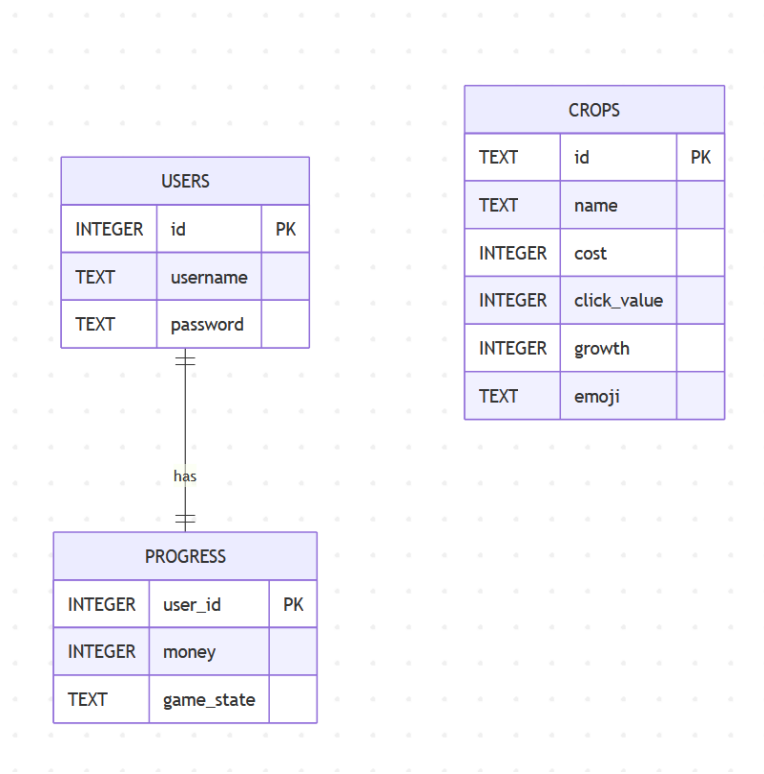 USERS
INTEGER id PK
TEXT username
TEXT password
has
PROGRESS
INTEGER user_id PK
INTEGER money
TEXT game_state
CROPS
TEXT id PK
TEXT name
INTEGER cost
INTEGER click_value
INTEGER growth
TEXT emoji